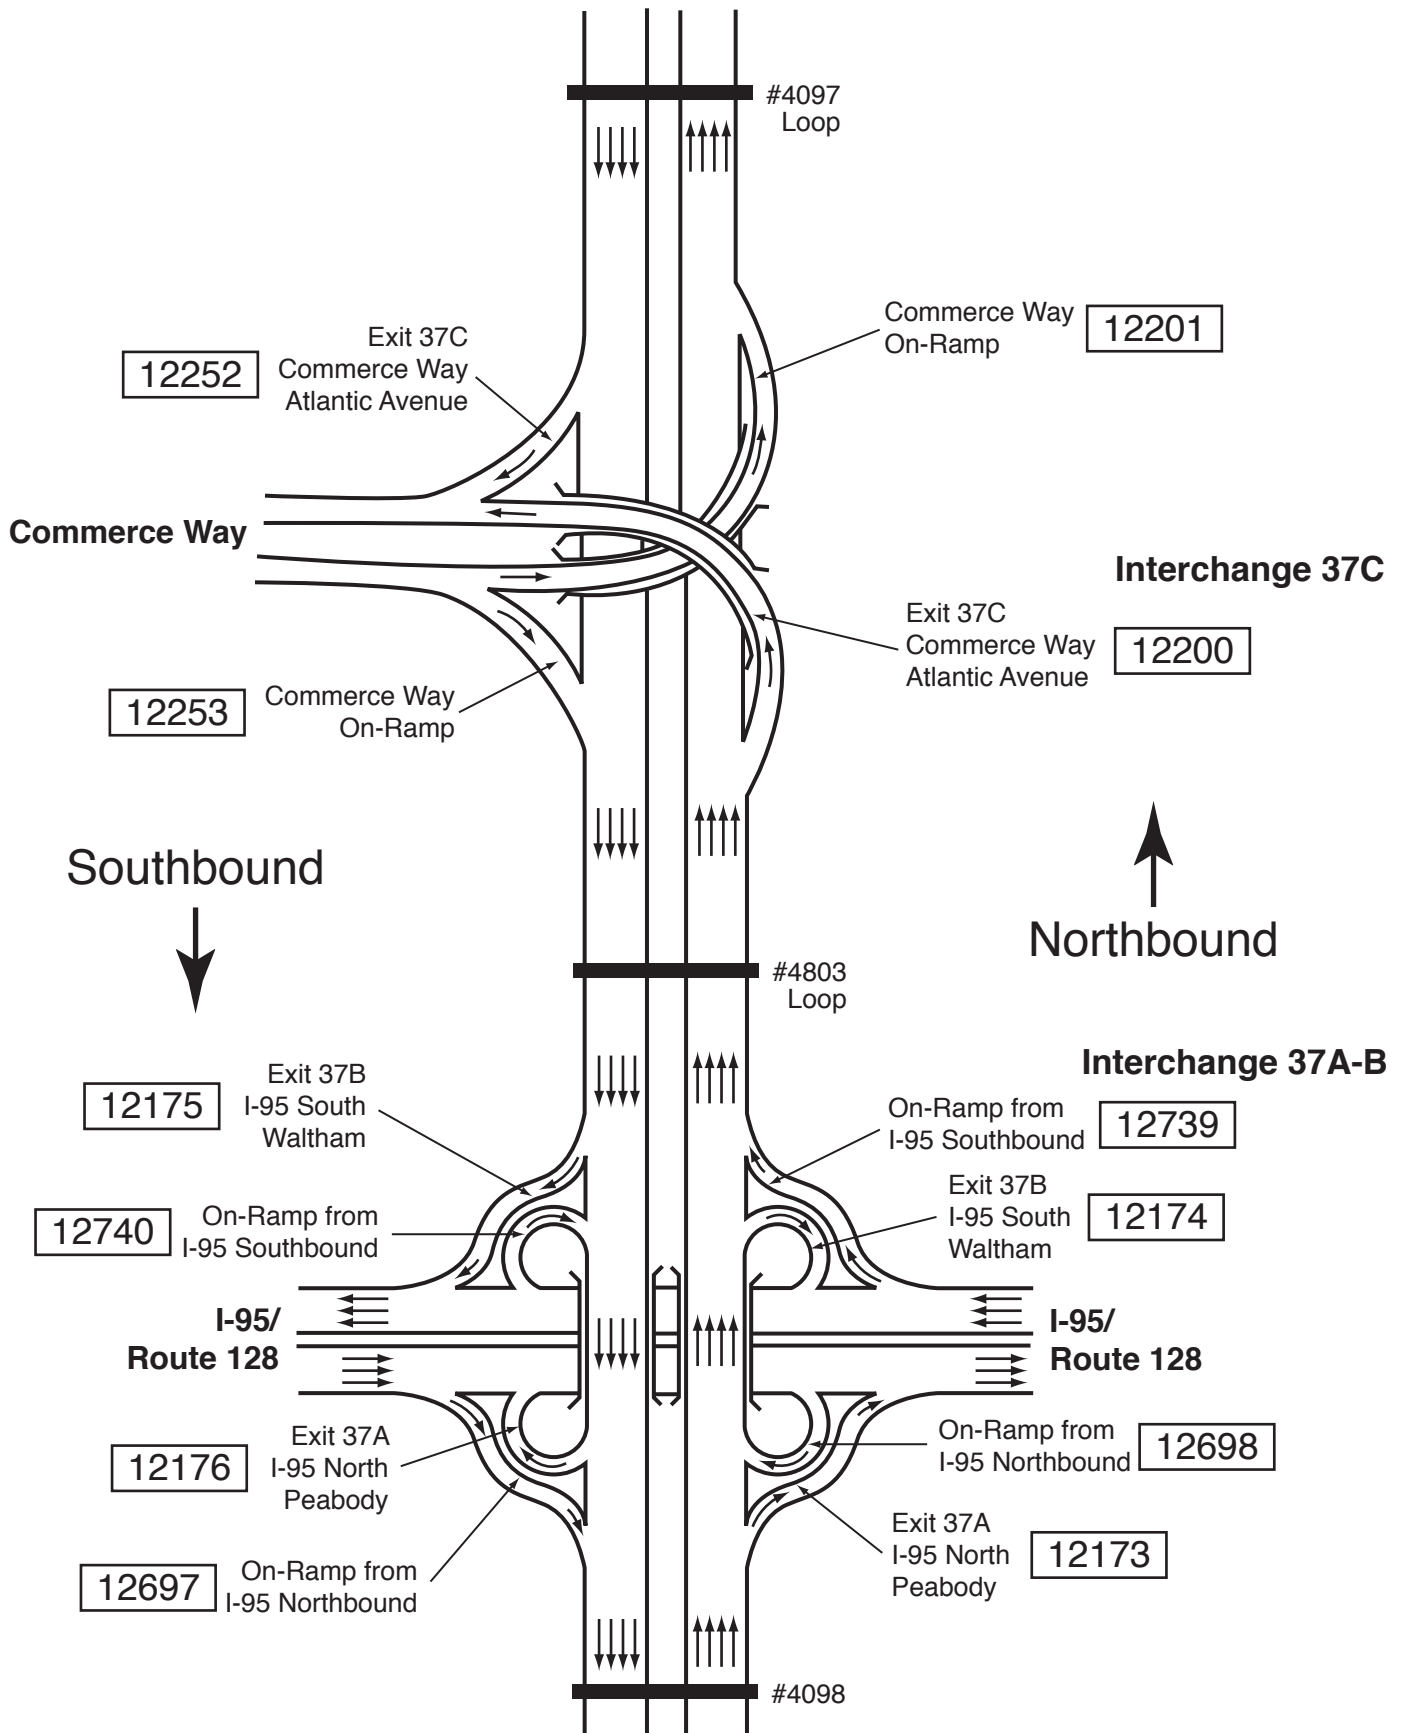 #4097
Loop
Commerce Way
On-Ramp
12201
Exit 37C
Commerce Way
Atlantic Avenue
12252
Commerce Way
Interchange 37C
Exit 37C
Commerce Way
Atlantic Avenue
12200
12253
Commerce Way
On-Ramp
Southbound
Northbound
#4803
Loop
Interchange 37A-B
12175
Exit 37B
I-95 South
Waltham
On-Ramp from
I-95 Southbound
12739
12740
On-Ramp from
I-95 Southbound
Exit 37B
I-95 South
Waltham
12174
I-95/
Route 128
I-95/
Route 128
12176
Exit 37A
I-95 North
Peabody
On-Ramp from
I-95 Northbound
12698
Exit 37A
I-95 North
Peabody
12173
12697
On-Ramp from
I-95 Northbound
#4098